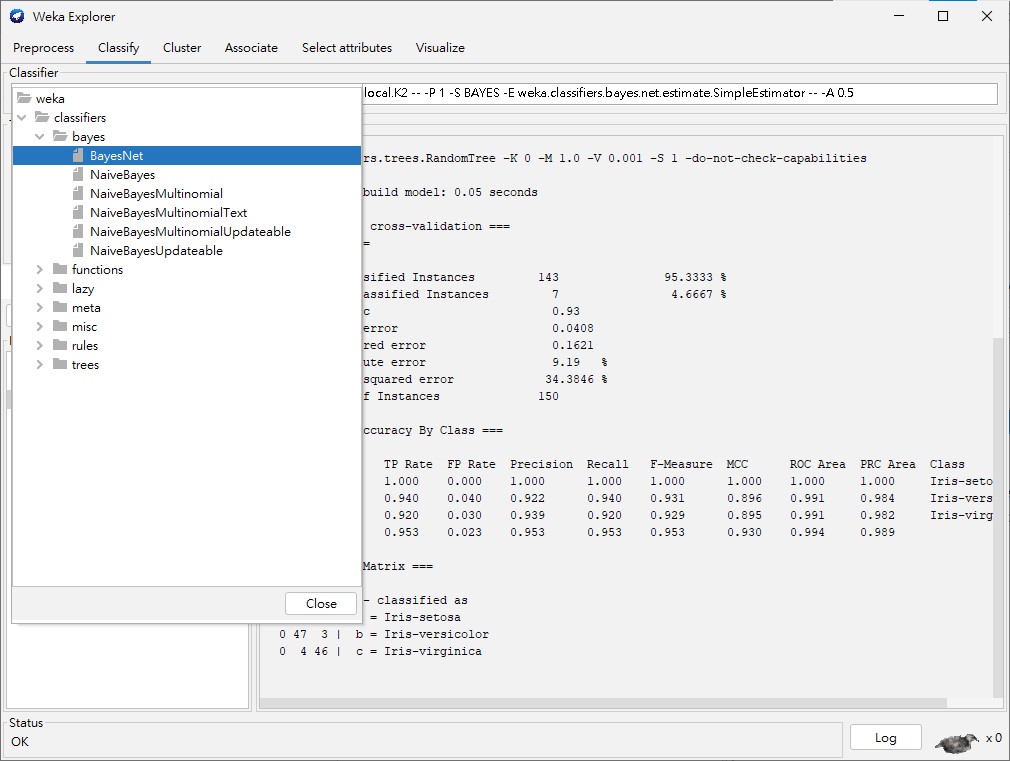 Weka Explorer
Preprocess Classify Cluster Associate Select attributes Visualize
Classifier
local.K2 -- -P 1 -S BAYES -E weka.classifiers.bayes.net.estimate.SimpleEstimator -- -A 0.5
weka
classifiers
bayes
BayesNet
NaiveBayes
NaiveBayesMultinomial
NaiveBayesMultinomialText
NaiveBayesMultinomialUpdateable
NaiveBayesUpdateable
functions
lazy
meta
misc
rules
trees
Close
rs.trees.RandomTree -K 0 -M 1.0 -V 0.001 -S 1 -do-not-check-capabilities
build model: 0.05 seconds
cross-validation ===
=
sified Instances 143 95.3333 %
assified Instances 7 4.6667 %
c 0.93
error 0.0408
red error 0.1621
ute error 9.19 %
squared error 34.3846 %
f Instances 150
ccuracy By Class ===
TP Rate FP Rate Precision Recall F-Measure MCC ROC Area PRC Area Class
1.000 0.000 1.000 1.000 1.000 1.000 1.000 1.000 Iris-seto
0.940 0.040 0.922 0.940 0.931 0.896 0.991 0.984 Iris-vers
0.920 0.030 0.939 0.920 0.929 0.895 0.991 0.982 Iris-virg
0.953 0.023 0.953 0.953 0.953 0.930 0.994 0.989
Matrix ===
- classified as
= Iris-setosa
0 47 3 | b = Iris-versicolor
0 4 46 | c = Iris-virginica
Status
OK
Log
x 0